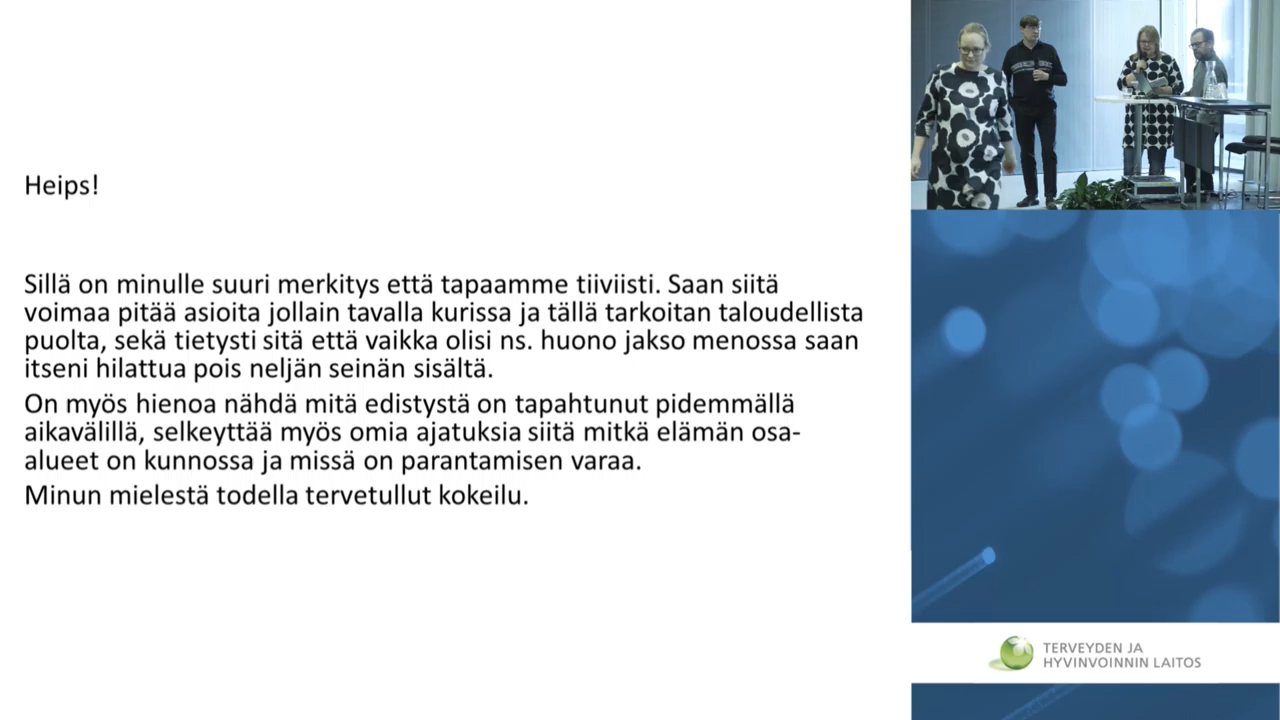 Heips!
Sillä on minulle suuri merkitys että tapaamme tiiviisti. Saan siitä
voimaa pitää asioita jollain tavalla kurissa ja tällä tarkoitan taloudellista
puolta, sekä tietysti sitä että vaikka olisi ns. huono jakso menossa saan
itseni hilattua pois neljän seinän sisältä.
On myös hienoa nähdä mitä edistystä on tapahtunut pidemmällä
aikavälillä, selkeyttää myös omia ajatuksia siitä mitkä elämän osa-
alueet on kunnossa ja missä on parantamisen varaa.
Minun mielestä todella tervetullut kokeilu.
TERVEYDEN JA
HYVINVOINNIN LAITOS